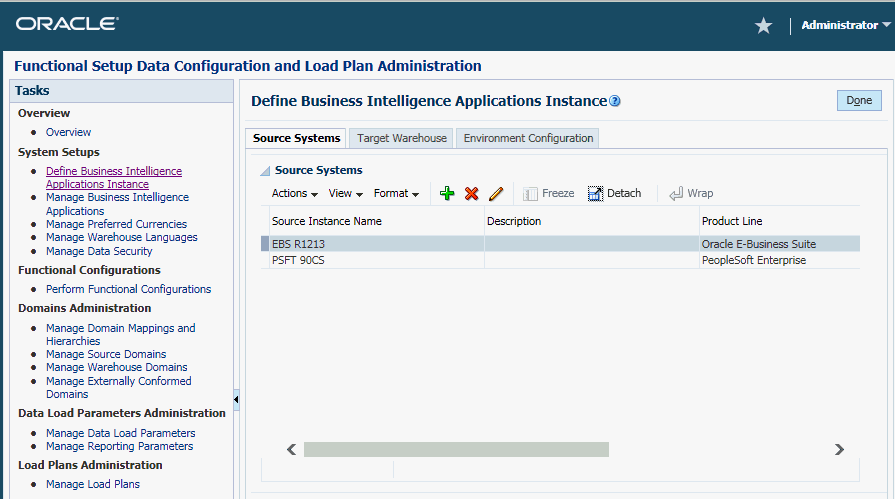 ORACLE
Administrator
Functional Setup Data Configuration and Load Plan Administration
Tasks
Overview
Overview
System Setups
Define Business Intelligence
Applications Instance
Manage Business Intelligence
Applications
Manage Preferred Currencies
Manage Warehouse Languages
Manage Data Security
Functional Configurations
Perform Functional Configurations
Domains Administration
Manage Domain Mappings and
Hierarchies
Manage Source Domains
Manage Warehouse Domains
Manage Externally Conformed
Domains
Data Load Parameters Administration
Manage Data Load Parameters
Manage Reporting Parameters
Load Plans Administration
Manage Load Plans
Define Business Intelligence Applications Instance ?
Done
Source Systems Target Warehouse Environment Configuration
Source Systems
Actions View Format Freeze Detach Wrap
Source Instance Name Description Product Line
EBS R1213 Oracle E-Business Suite
PSFT 90CS PeopleSoft Enterprise